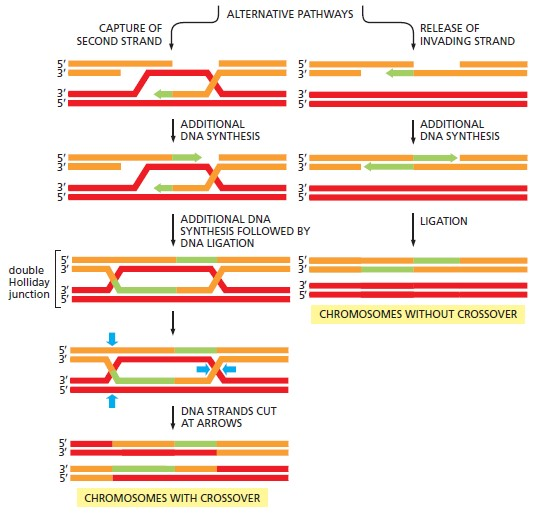 ALTERNATIVE PATHWAYS
CAPTURE OF
SECOND STRAND
RELEASE OF
INVADING STRAND
5′
3′
3′
5′
5′
3′
3′
5′
ADDITIONAL
DNA SYNTHESIS
ADDITIONAL
DNA SYNTHESIS
5′
3′
3′
5′
5′
3′
3′
5′
ADDITIONAL DNA
SYNTHESIS FOLLOWED BY
DNA LIGATION
LIGATION
double
Holliday
junction
5′
3′
3′
5′
5′
3′
3′
5′
CHROMOSOMES WITHOUT CROSSOVER
5′
3′
3′
5′
DNA STRANDS CUT
AT ARROWS
5′
3′
3′
5′
CHROMOSOMES WITH CROSSOVER